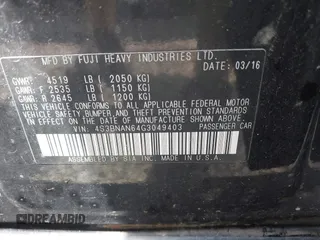 MFD BY FUJI HEAVY INDUSTRIES LTD.
DATE: 03/16
GVWR: 4519 LB ( 2050 KG)
GAWR: F 2535 LB ( 1150 KG)
GAWR: R 2645 LB ( 1200 KG)
THIS VEHICLE CONFORMS TO ALL APPLICABLE FEDERAL MOTOR
VEHICLE SAFETY, BUMPER, AND THEFT PREVENTION STANDARDS IN
EFFECT ON THE DATE OF MANUFACTURE SHOWN ABOVE.
VIN: 4S3BNAN64G3049403 PASSENGER CAR
ASSEMBLED BY SIA INC. MADE IN U.S.A.
DREAMBID